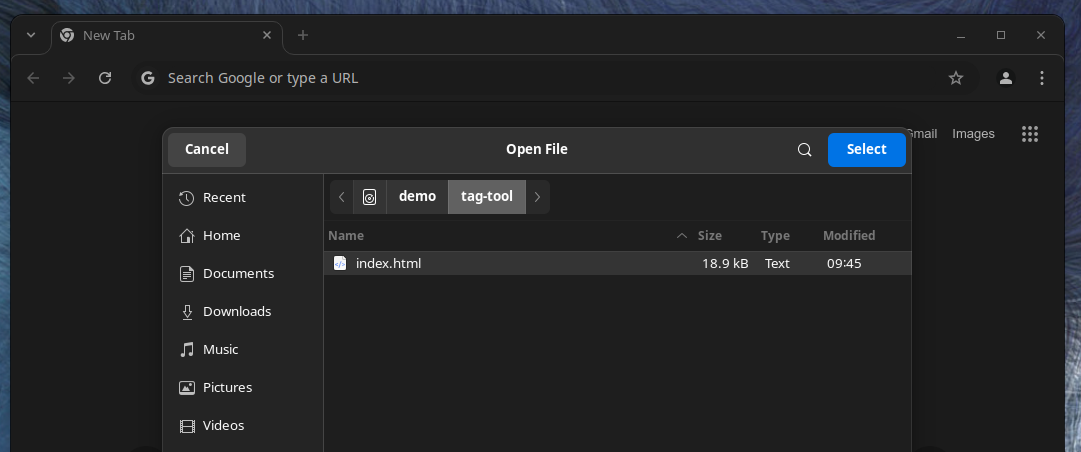 New Tab
Search Google or type a URL
Gmail Images
Cancel Open File Select
Recent
demo tag-tool
Home
Name Size Type Modified
index.html 18.9 kB Text 09:45
Documents
Downloads
Music
Pictures
Videos